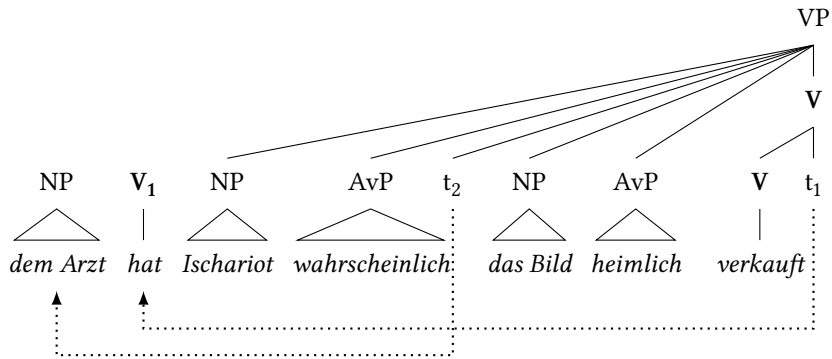 VP
V
NP V₁ NP AvP t₂ NP AvP V t₁
dem Arzt hat Ischariot wahrscheinlich das Bild heimlich verkauft